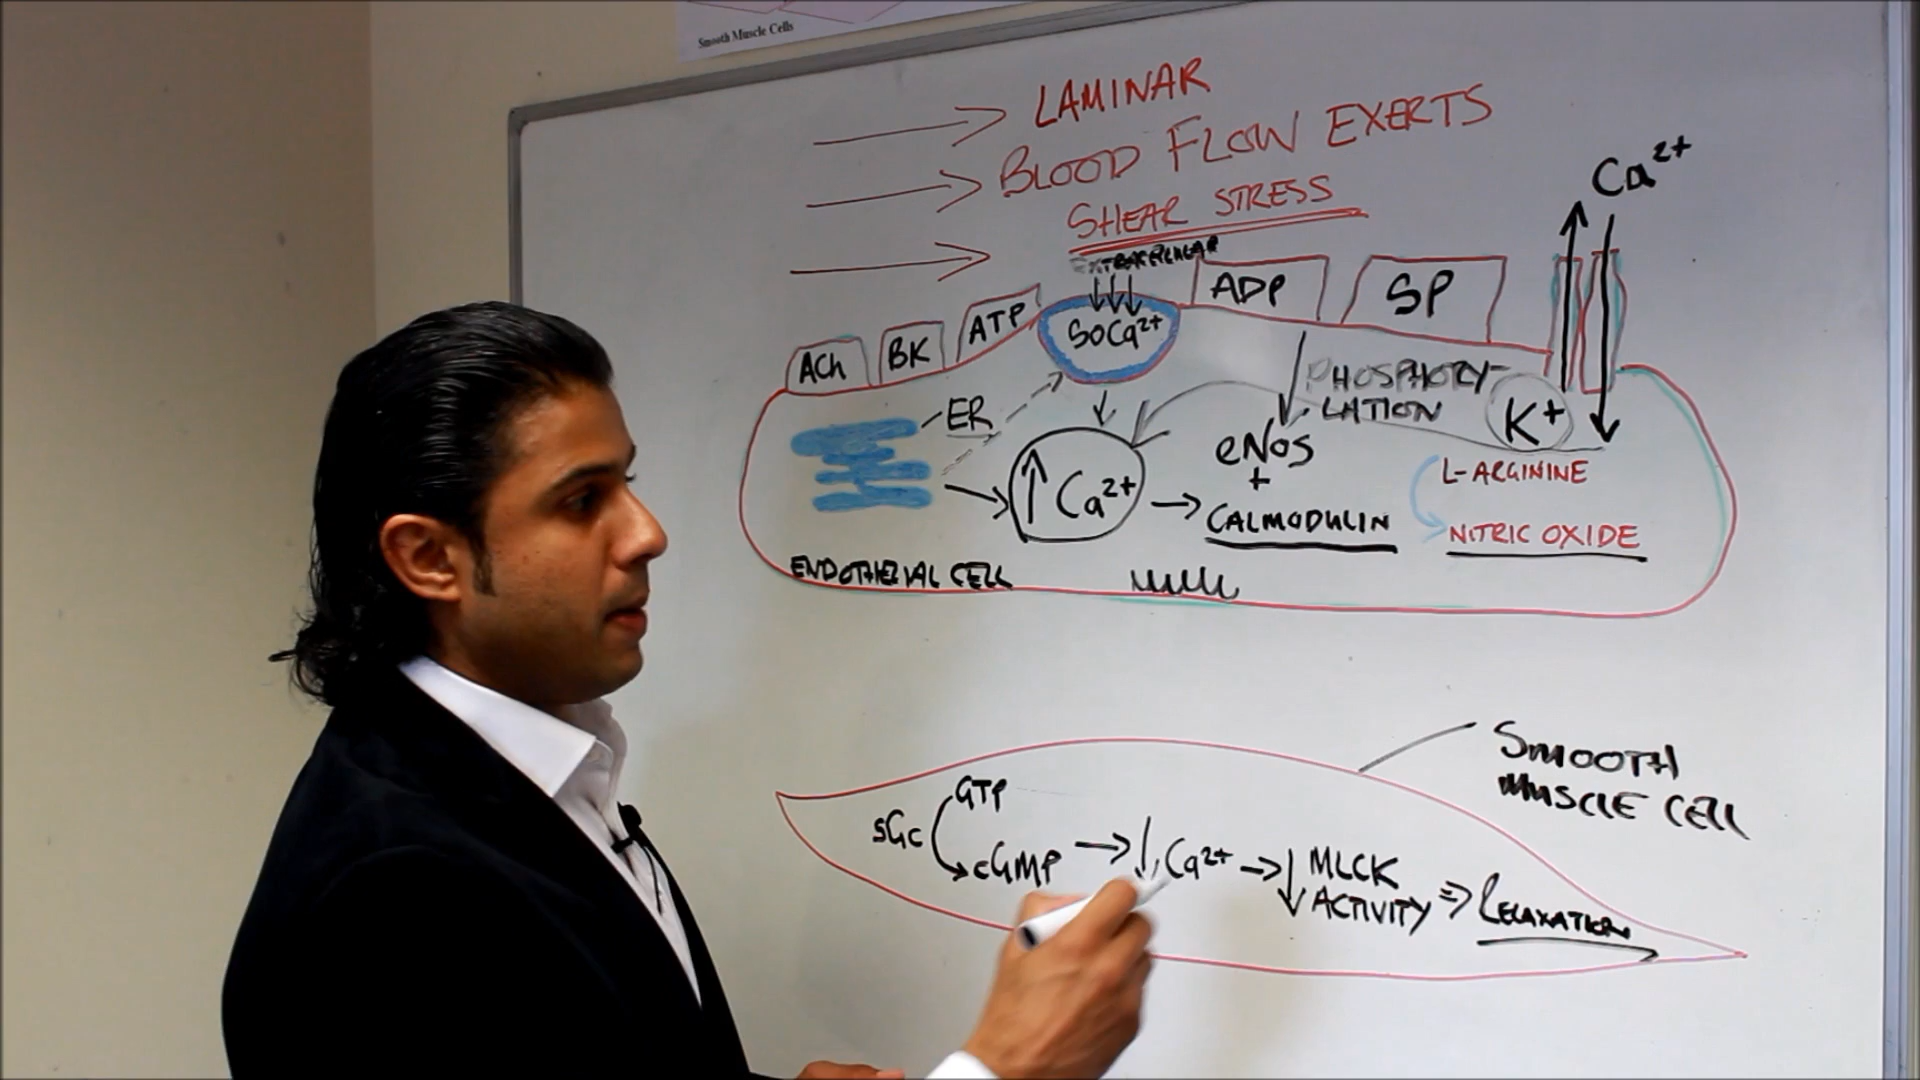 Smooth Muscle Cells
LAMINAR
BLOOD FLOW EXERTS
SHEAR STRESS
EXTRACELLULAR
Ca²⁺
ACh
BK
ATP
SOCa²⁺
ADP
SP
ER
PHOSPHORY-
LATION
K+
↑ Ca²⁺ →
eNOS
+
CALMODULIN
L-ARGININE
NITRIC OXIDE
ENDOTHELIAL CELL
SMOOTH
MUSCLE CELL
GTP
sGc
cGMP → ↓ Ca²⁺ → ↓ MLCK
ACTIVITY ⇒ RELAXATION